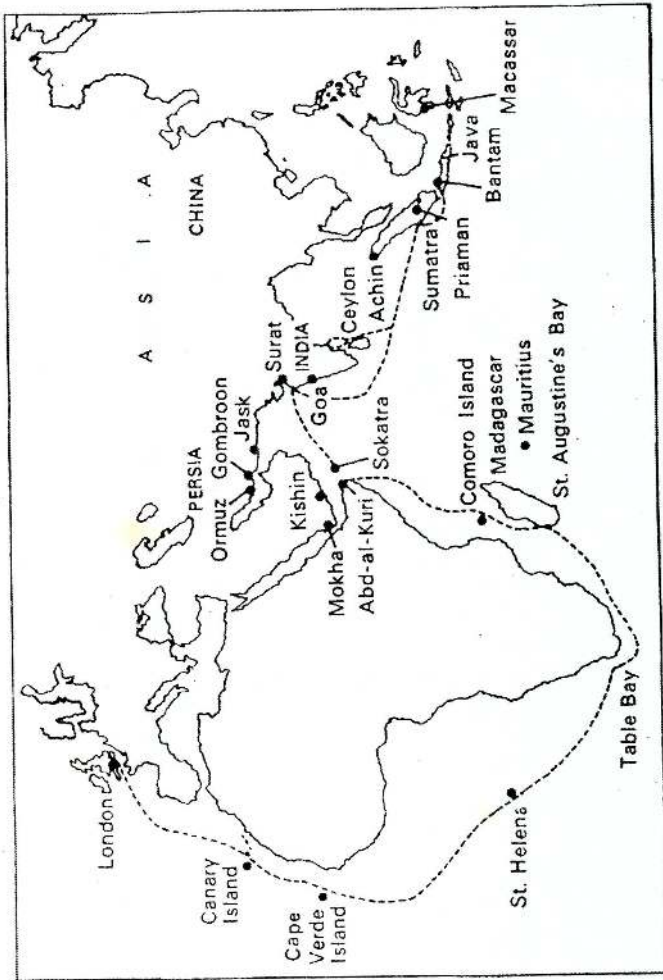 A S I A
CHINA
PERSIA
Ormuz
Gombroon
Jask
Surat
INDIA
Goa
Ceylon
Achin
Sumatra
Priaman
Java
Bantam
Macassar
Kishin
Mokha
Abd-al-Kuri
Sokatra
Comoro Island
Madagascar
Mauritius
St. Augustine's Bay
Table Bay
St. Helena
London
Canary
Island
Cape
Verde
Island